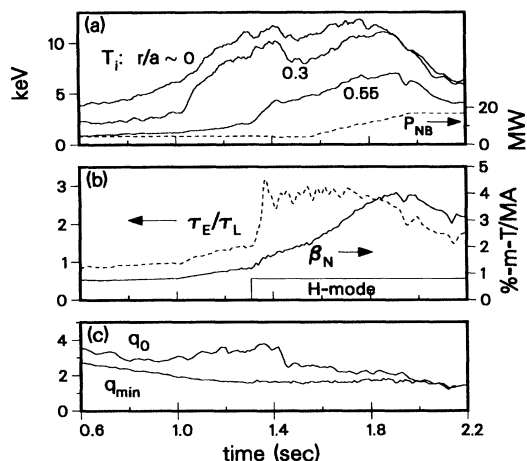 (a)
T_i: r/a ~ 0
0.3
0.55
P_NB
10
5
0
keV
20
0
MW
(b)
τ_E/τ_L
β_N
H-mode
3
2
1
0
5
4
3
2
1
0
%-m-T/MA
(c)
q_0
q_min
4
2
0
0.6 1.0 1.4 1.8 2.2
time (sec)